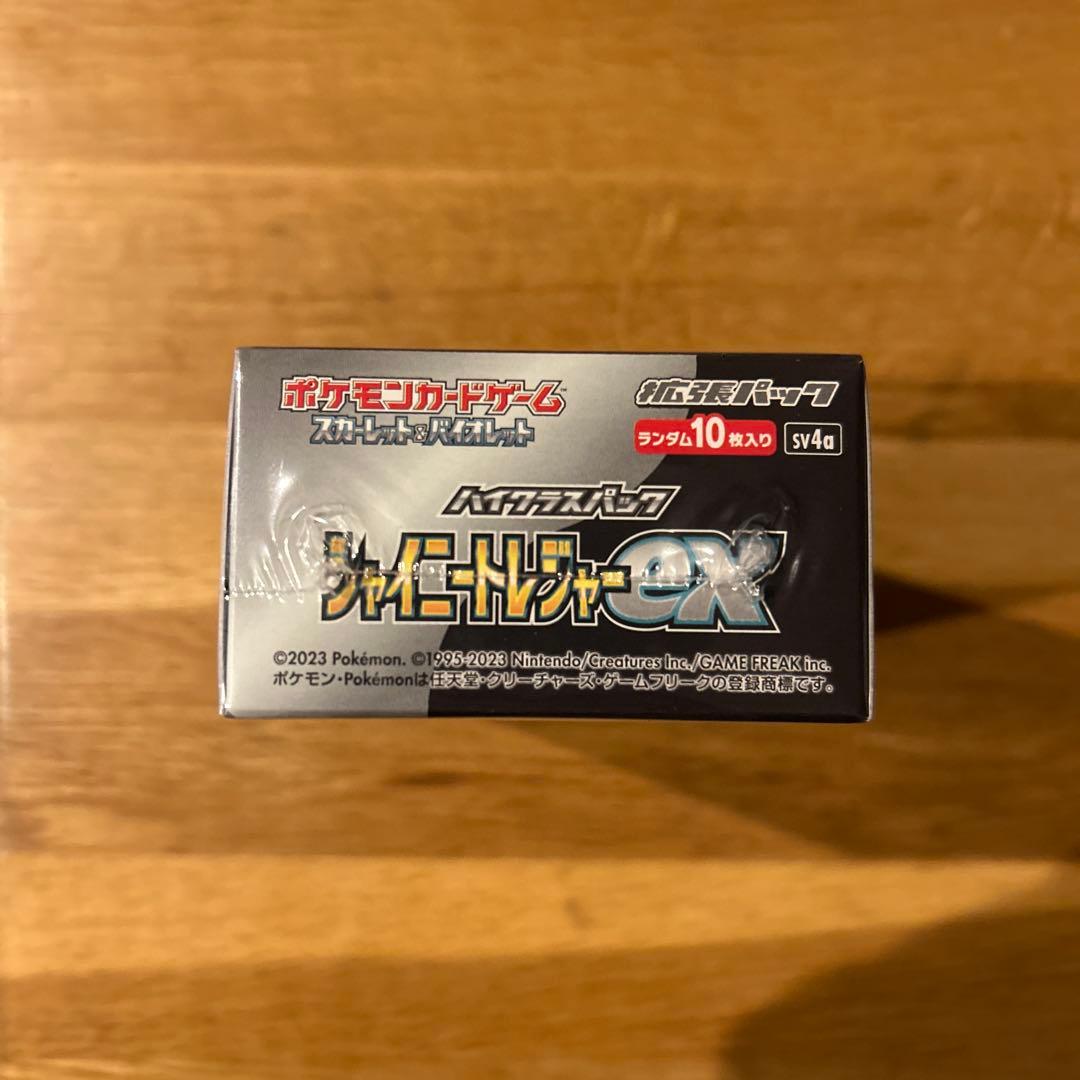 ポケモンカードゲーム™
スカーレット&バイオレット
拡張パック
ランダム10枚入り SV4a
ハイクラスパック
シャイニートレジャーex
©2023 Pokémon. ©1995-2023 Nintendo/Creatures Inc./GAME FREAK inc.
ポケモン・Pokémonは任天堂・クリーチャーズ・ゲームフリークの登録商標です。